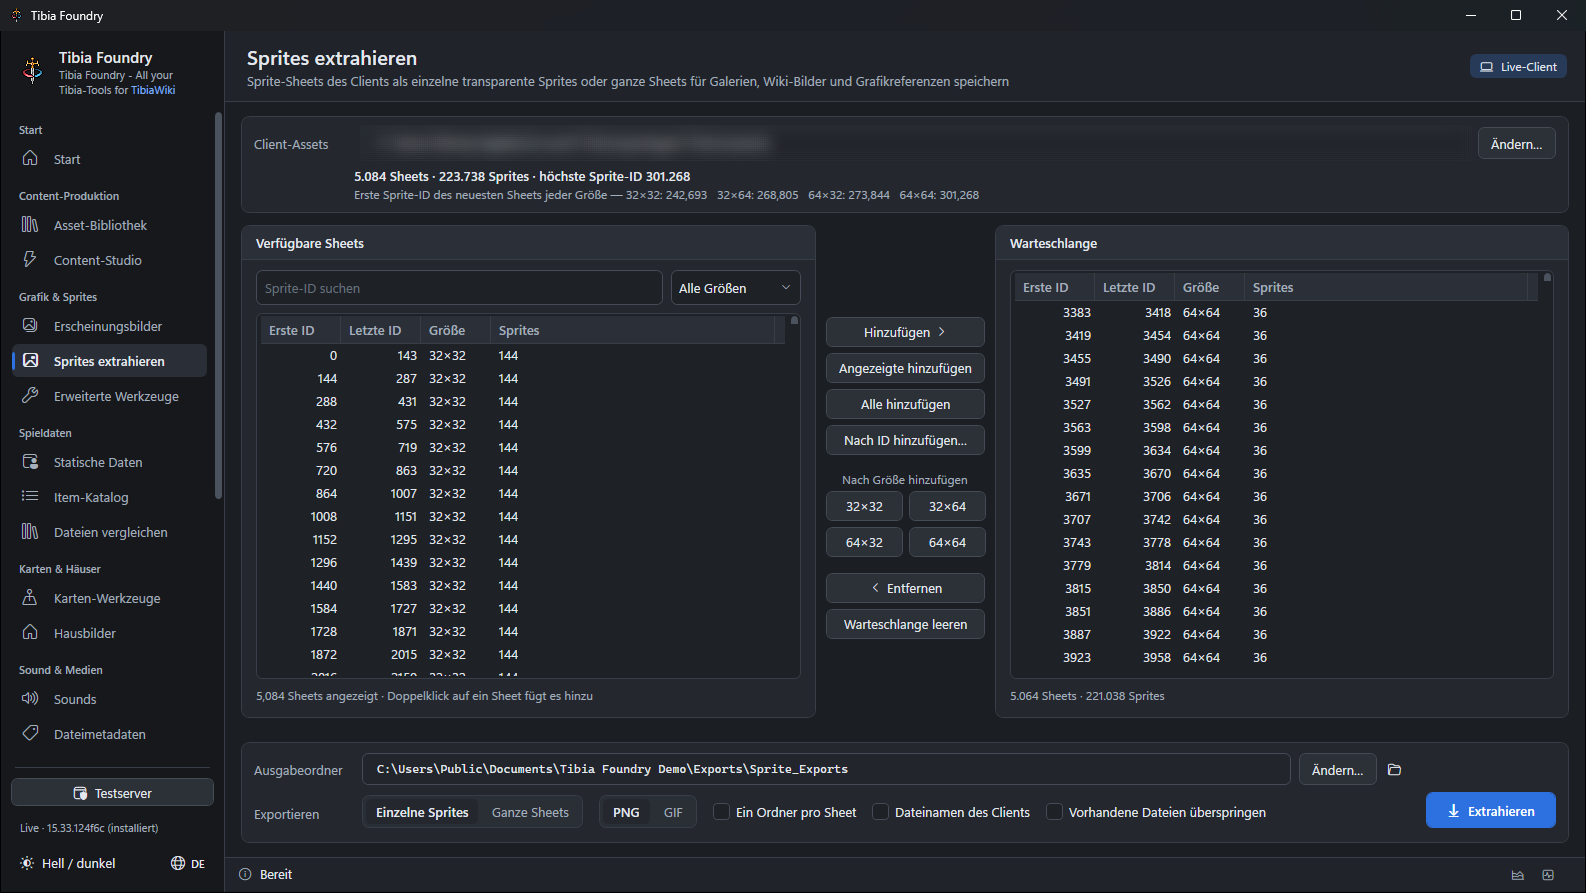 Tibia Foundry
Tibia Foundry
Tibia Foundry - All your
Tibia-Tools for TibiaWiki
Start
Start
Content-Produktion
Asset-Bibliothek
Content-Studio
Grafik & Sprites
Erscheinungsbilder
Sprites extrahieren
Erweiterte Werkzeuge
Spieldaten
Statische Daten
Item-Katalog
Dateien vergleichen
Karten & Häuser
Karten-Werkzeuge
Hausbilder
Sound & Medien
Sounds
Dateimetadaten
Testserver
Live · 15.33.124f6c (installiert)
Hell / dunkel DE
Sprites extrahieren
Sprite-Sheets des Clients als einzelne transparente Sprites oder ganze Sheets für Galerien, Wiki-Bilder und Grafikreferenzen speichern
Live-Client
Client-Assets
Ändern...
5.084 Sheets · 223.738 Sprites · höchste Sprite-ID 301.268
Erste Sprite-ID des neuesten Sheets jeder Größe — 32×32: 242,693 32×64: 268,805 64×32: 273,844 64×64: 301,268
Verfügbare Sheets
Sprite-ID suchen
Alle Größen
Erste ID Letzte ID Größe Sprites
0 143 32×32 144
144 287 32×32 144
288 431 32×32 144
432 575 32×32 144
576 719 32×32 144
720 863 32×32 144
864 1007 32×32 144
1008 1151 32×32 144
1152 1295 32×32 144
1296 1439 32×32 144
1440 1583 32×32 144
1584 1727 32×32 144
1728 1871 32×32 144
1872 2015 32×32 144
2016 2159 32×32 144
5,084 Sheets angezeigt · Doppelklick auf ein Sheet fügt es hinzu
Hinzufügen
Angezeigte hinzufügen
Alle hinzufügen
Nach ID hinzufügen...
Nach Größe hinzufügen
32×32 32×64
64×32 64×64
Entfernen
Warteschlange leeren
Warteschlange
Erste ID Letzte ID Größe Sprites
3383 3418 64×64 36
3419 3454 64×64 36
3455 3490 64×64 36
3491 3526 64×64 36
3527 3562 64×64 36
3563 3598 64×64 36
3599 3634 64×64 36
3635 3670 64×64 36
3671 3706 64×64 36
3707 3742 64×64 36
3743 3778 64×64 36
3779 3814 64×64 36
3815 3850 64×64 36
3851 3886 64×64 36
3887 3922 64×64 36
3923 3958 64×64 36
5.064 Sheets · 221.038 Sprites
Ausgabeordner
C:\Users\Public\Documents\Tibia Foundry Demo\Exports\Sprite_Exports
Ändern...
Exportieren
Einzelne Sprites Ganze Sheets PNG GIF Ein Ordner pro Sheet Dateinamen des Clients Vorhandene Dateien überspringen
Extrahieren
Bereit